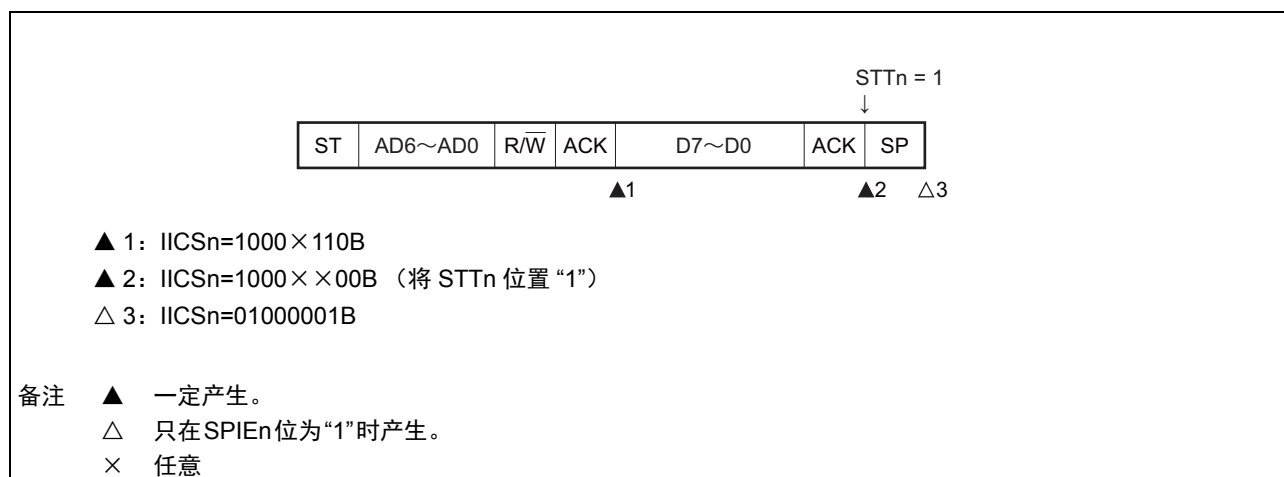 STTn = 1
↓
ST AD6～AD0 R/W̅ ACK D7～D0 ACK SP
▲1 ▲2 △3
▲ 1：IICSn=1000×110B
▲ 2：IICSn=1000××00B （将 STTn 位置 “1”）
△ 3：IICSn=01000001B
备注 ▲ 一定产生。
△ 只在SPIEn位为“1”时产生。
× 任意